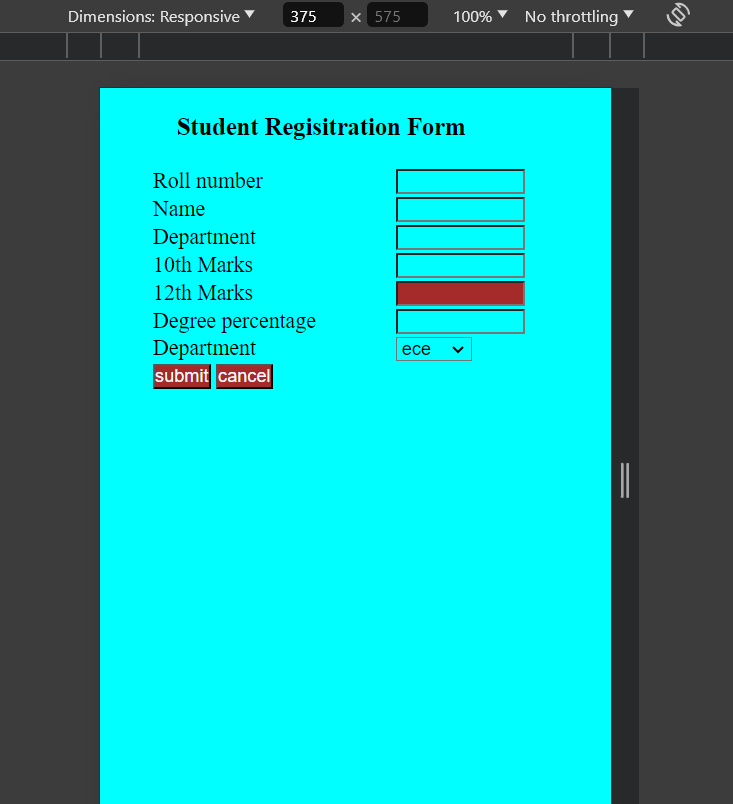 Dimensions: Responsive 375 × 575 100% No throttling
Student Regisitration Form
Roll number
Name
Department
10th Marks
12th Marks
Degree percentage
Department ece
submit cancel